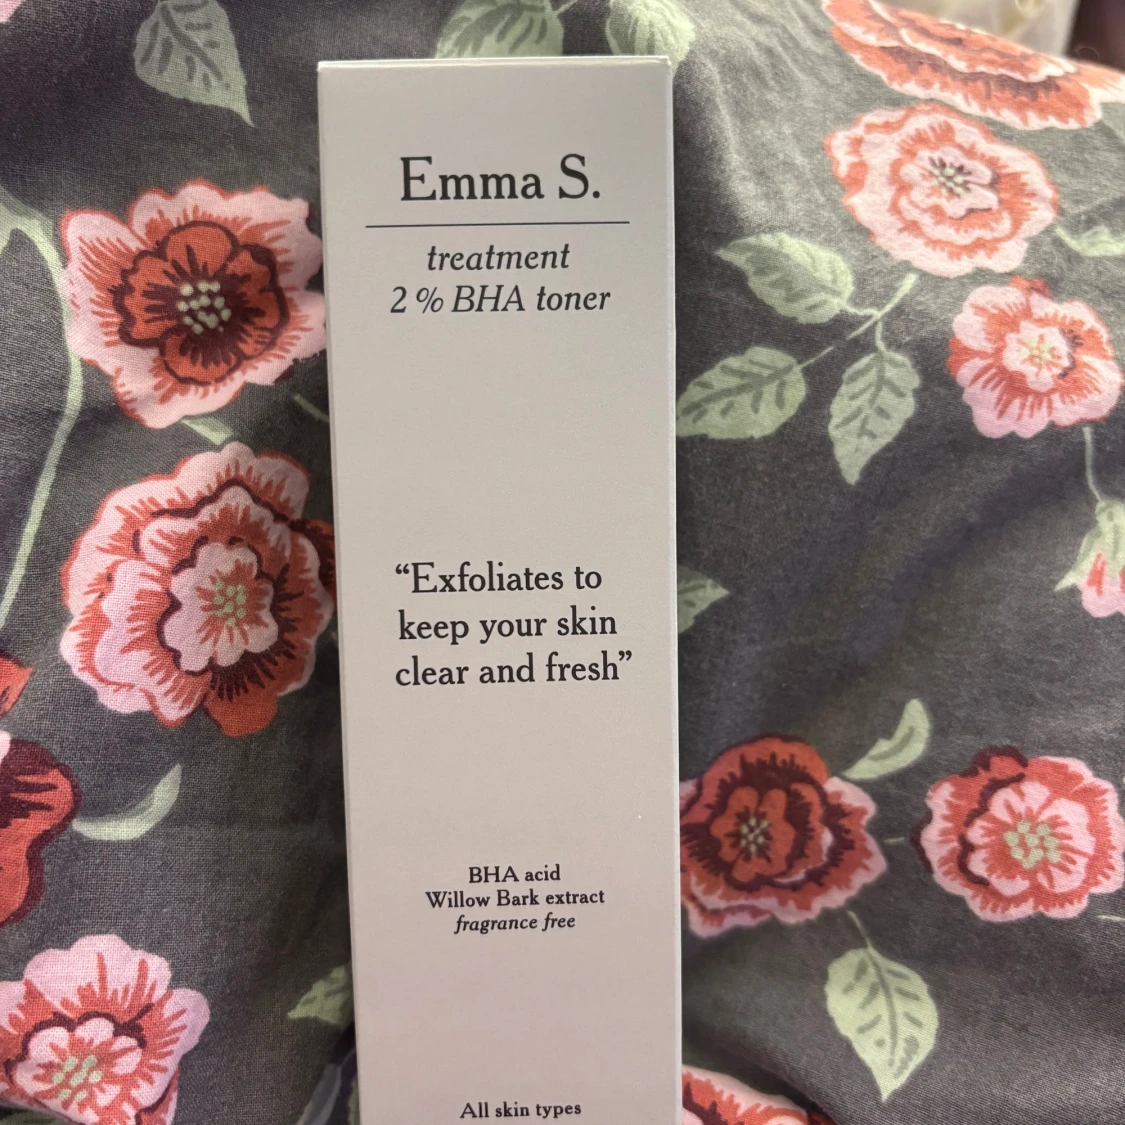 Emma S.
treatment
2 % BHA toner
“Exfoliates to
keep your skin
clear and fresh”
BHA acid
Willow Bark extract
fragrance free
All skin types